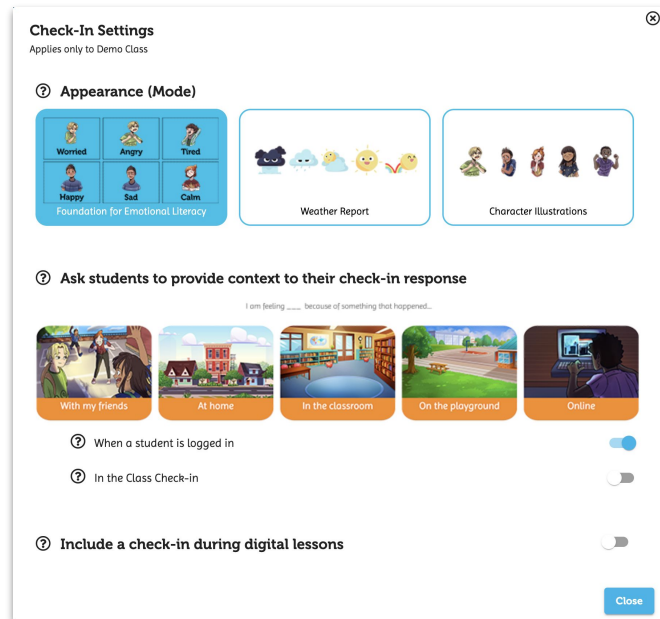 Check-In Settings
Applies only to Demo Class
Appearance (Mode)
Worried Angry Tired
Happy Sad Calm
Foundation for Emotional Literacy
Weather Report
Character Illustrations
Ask students to provide context to their check-in response
I am feeling ___ because of something that happened...
With my friends
At home
In the classroom
On the playground
Online
When a student is logged in
In the Class Check-in
Include a check-in during digital lessons
Close